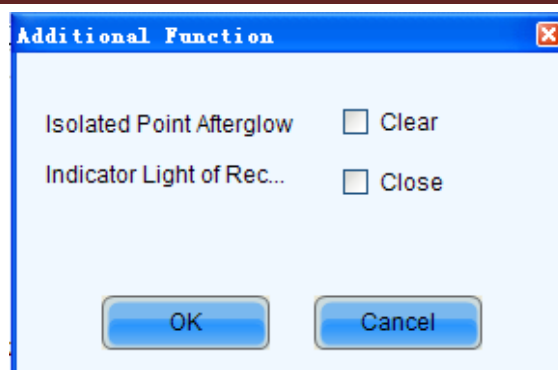 Additional Function
Isolated Point Afterglow Clear
Indicator Light of Rec... Close
OK Cancel